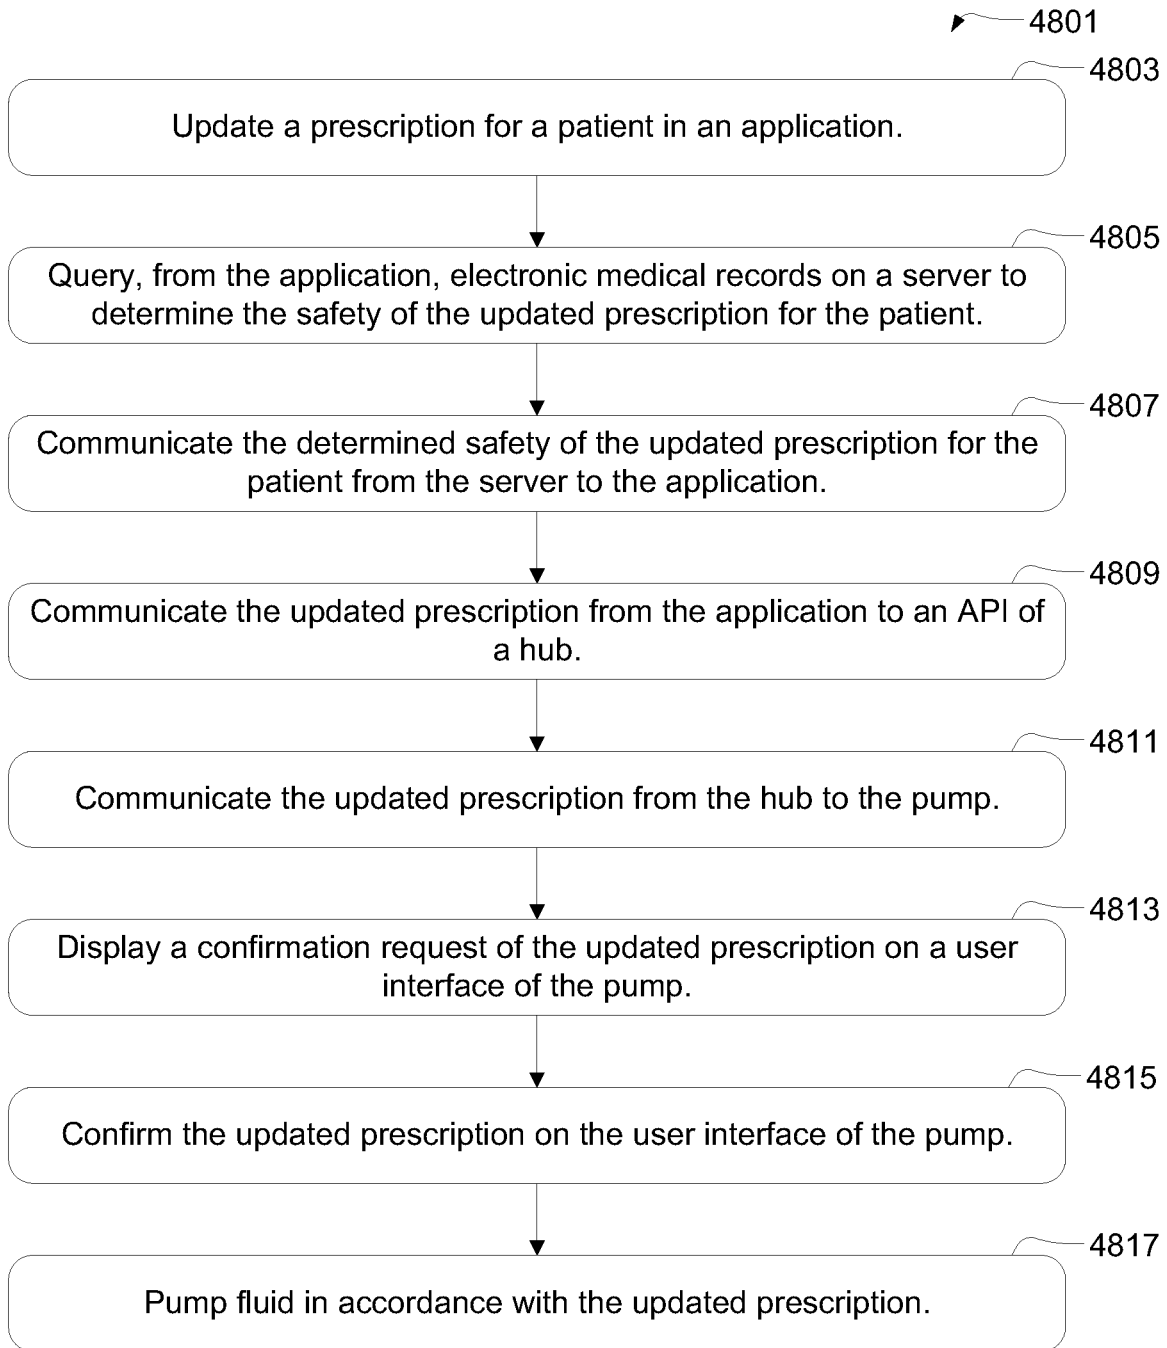 4801
4803
Update a prescription for a patient in an application.
4805
Query, from the application, electronic medical records on a server to
determine the safety of the updated prescription for the patient.
4807
Communicate the determined safety of the updated prescription for the
patient from the server to the application.
4809
Communicate the updated prescription from the application to an API of
a hub.
4811
Communicate the updated prescription from the hub to the pump.
4813
Display a confirmation request of the updated prescription on a user
interface of the pump.
4815
Confirm the updated prescription on the user interface of the pump.
4817
Pump fluid in accordance with the updated prescription.